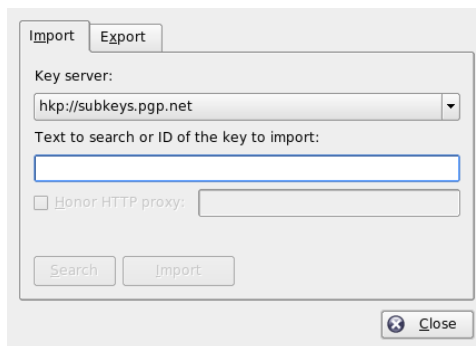 Import Export
Key server:
hkp://subkeys.pgp.net
Text to search or ID of the key to import:
Honor HTTP proxy:
Search Import
Close